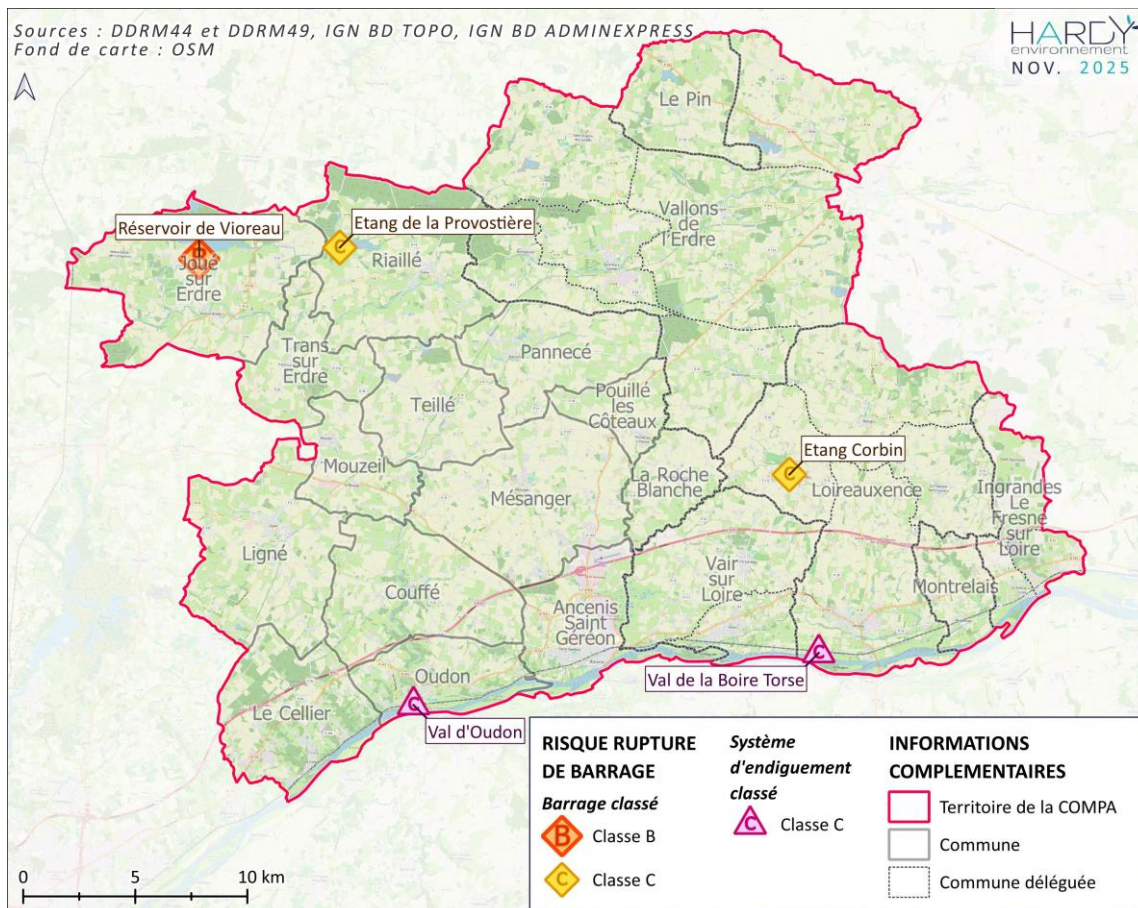 Sources : DDRM44 et DDRM49, IGN BD TOPO, IGN BD ADMINEXPRESS
Fond de carte : OSM
HARDY
environnement
NOV. 2025
Le Pin
Réservoir de Vioreau
B
Joué
sur
Erdre
Etang de la Provostière
C
Riaillé
Vallons
de
l'Erdre
Trans
sur
Erdre
Pannecé
Teillé
Pouillé
les
Côteaux
Mouzeil
Mésanger
La Roche
Blanche
Etang Corbin
C
Loireauxence
Ingrandes
Le
Fresne
sur
Loire
Ligné
Couffé
Vair
sur
Loire
Montrelais
Ancenis
Saint
Géréon
Oudon
C
Val de la Boire Torse
Le Cellier
C
Val d'Oudon
0 5 10 km
RISQUE RUPTURE
DE BARRAGE
Barrage classé
B Classe B
C Classe C
Système
d'endiguement
classé
C Classe C
INFORMATIONS
COMPLEMENTAIRES
Territoire de la COMPA
Commune
Commune déléguée